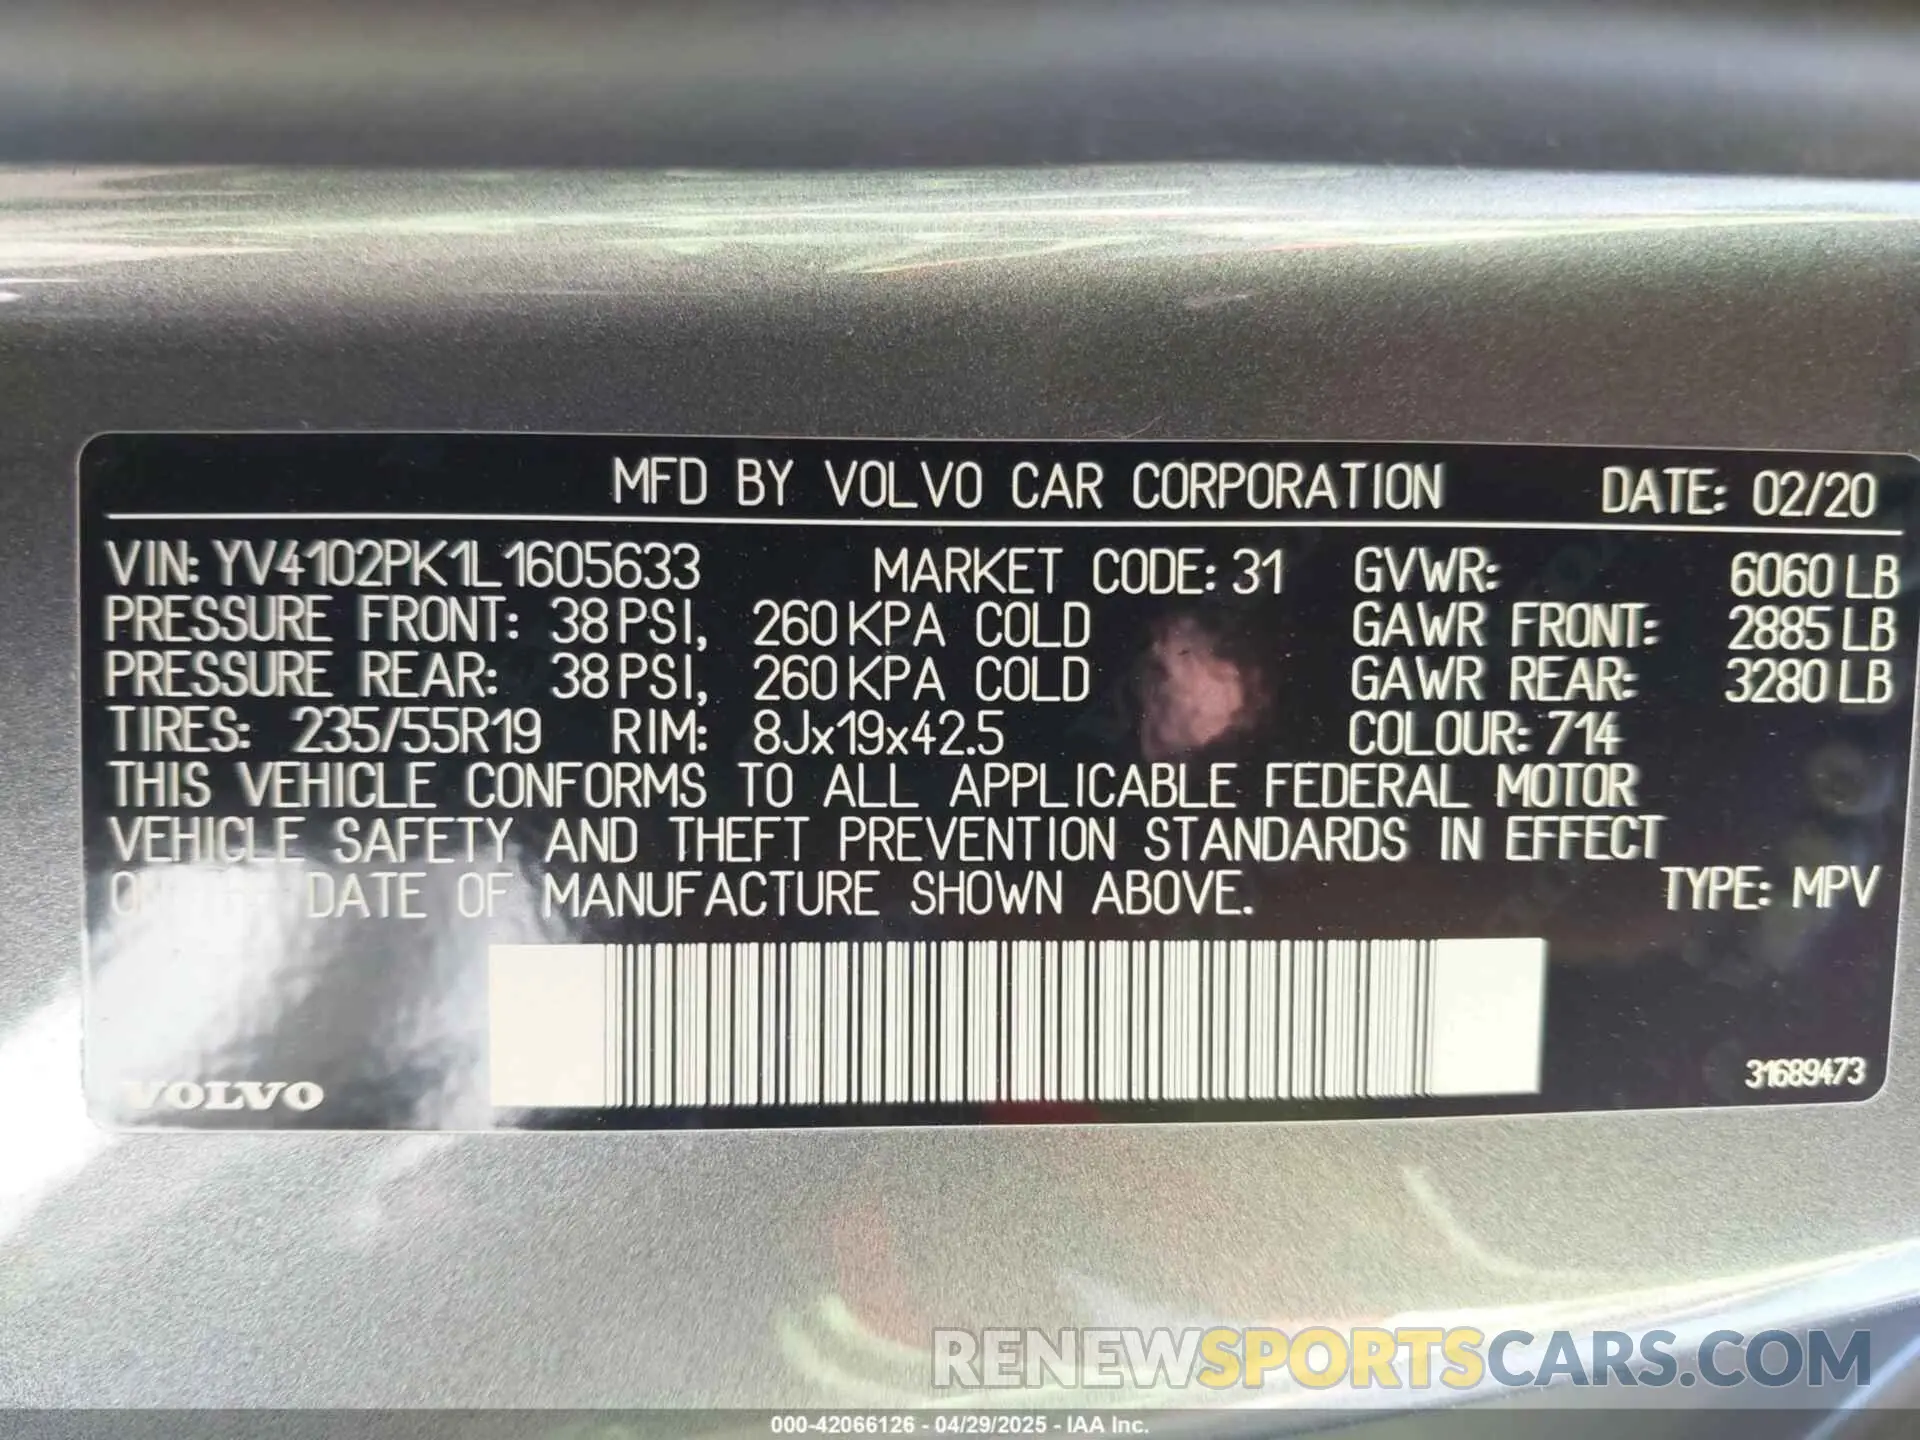 MFD BY VOLVO CAR CORPORATION DATE: 02/20
VIN: YV4102PK1L1605633 MARKET CODE: 31 GVWR: 6060 LB
PRESSURE FRONT: 38 PSI, 260 KPA COLD GAWR FRONT: 2885 LB
PRESSURE REAR: 38 PSI, 260 KPA COLD GAWR REAR: 3280 LB
TIRES: 235/55R19 RIM: 8Jx19x42.5 COLOUR: 714
THIS VEHICLE CONFORMS TO ALL APPLICABLE FEDERAL MOTOR
VEHICLE SAFETY AND THEFT PREVENTION STANDARDS IN EFFECT
ON DATE OF MANUFACTURE SHOWN ABOVE. TYPE: MPV
31689473
VOLVO
RENEWSPORTSCARS.COM
000-42066126 - 04/29/2025 - IAA Inc.